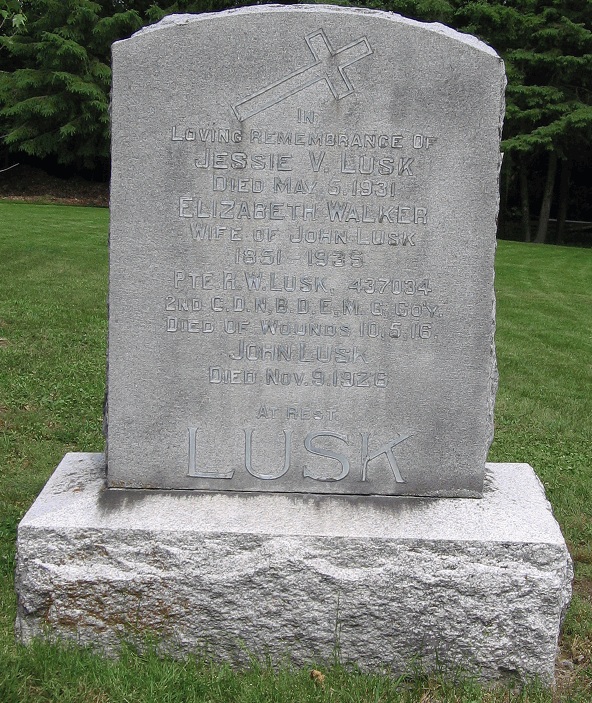 IN
LOVING REMEMBRANCE OF
JESSIE V. LUSK
DIED MAY 5, 1931
ELIZABETH WALKER
WIFE OF JOHN LUSK
1851 - 1935
PTE R. W. LUSK. 437034
2ND C. D. N. B. D. E. M. G. COY.
DIED OF WOUNDS 10. 5. 16.
JOHN LUSK
DIED NOV. 9. 1926
AT REST
LUSK